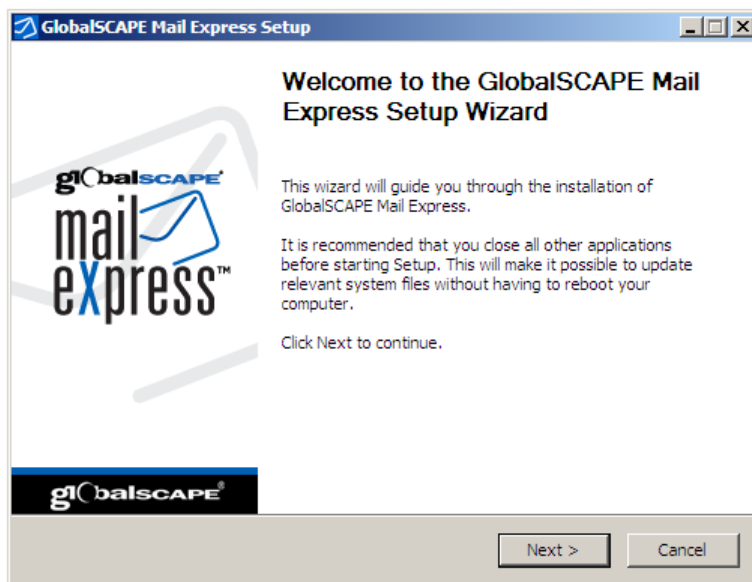 GlobalSCAPE Mail Express Setup
Welcome to the GlobalSCAPE Mail
Express Setup Wizard
globalSCAPE
mail
express™
This wizard will guide you through the installation of
GlobalSCAPE Mail Express.
It is recommended that you close all other applications
before starting Setup. This will make it possible to update
relevant system files without having to reboot your
computer.
Click Next to continue.
globalSCAPE®
Next >
Cancel